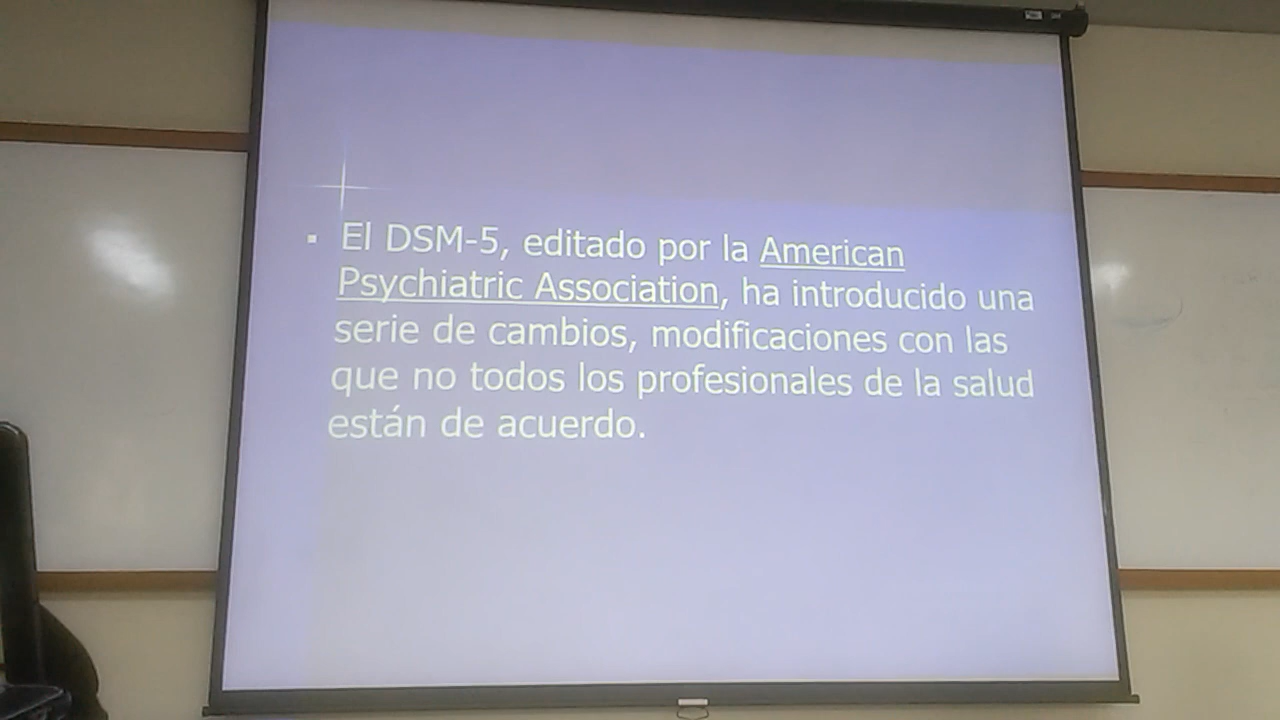 ▪ El DSM-5, editado por la American
Psychiatric Association, ha introducido una
serie de cambios, modificaciones con las
que no todos los profesionales de la salud
están de acuerdo.